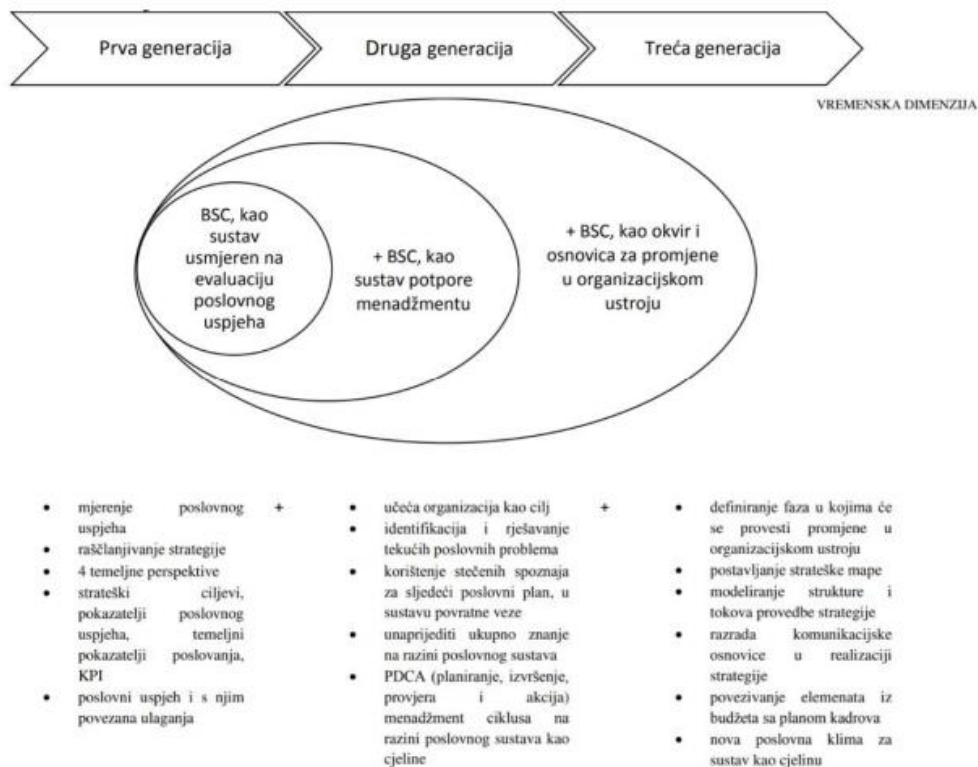 Prva generacija
Druga generacija
Treća generacija
VREMENSKA DIMENZIJA
BSC, kao
sustav
usmjeren na
evaluaciju
poslovnog
uspjeha
+ BSC, kao
sustav potpore
menadžmentu
+ BSC, kao okvir i
osnovica za promjene
u organizacijskom
ustroju
• mjerenje poslovnog
uspjeha
• raščlanjivanje strategije
• 4 temeljne perspektive
• strateški ciljevi,
pokazatelji poslovnog
uspjeha, temeljni
pokazatelji poslovanja,
KPI
• poslovni uspjeh i s njim
povezana ulaganja
+
• učeća organizacija kao cilj
• identifikacija i rješavanje
tekućih poslovnih problema
• korištenje stečenih spoznaja
za sljedeći poslovni plan, u
sustavu povratne veze
• unaprijediti ukupno znanje
na razini poslovnog sustava
• PDCA (planiranje, izvršenje,
provjera i akcija)
menadžment ciklusa na
razini poslovnog sustava kao
cjeline
+
• definiranje faza u kojima će
se provesti promjene u
organizacijskom ustroju
• postavljanje strateške mape
• modeliranje strukture i
tokova provedbe strategije
• razrada komunikacijske
osnovice u realizaciji
strategije
• povezivanje elemenata iz
budžeta sa planom kadrova
• nova poslovna klima za
sustav kao cjelinu